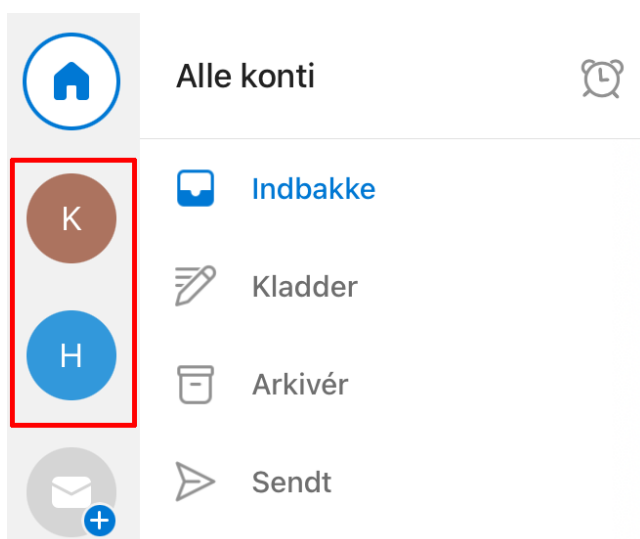 Alle konti
K
Indbakke
Kladder
H
Arkivér
Sendt